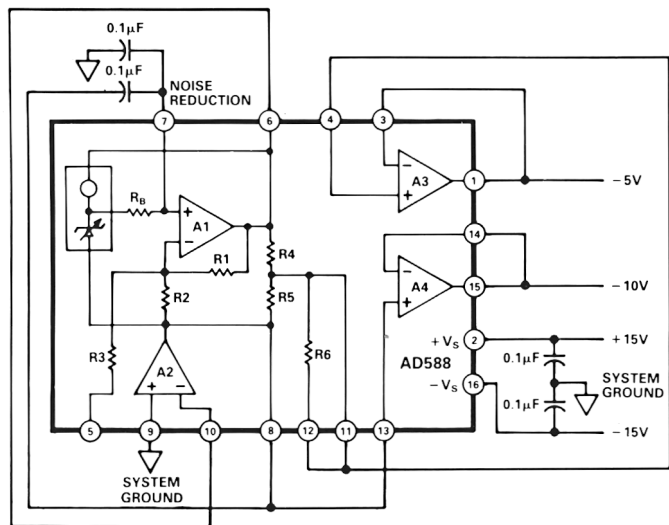 0.1μF
0.1μF
NOISE
REDUCTION
7
6
4
3
RB
+
A1
−
R1
R4
R2
R5
R3
R6
A2
+
−
−
A3
+
1
−5V
14
−
A4
+
15
−10V
+VS
2
+15V
AD588
0.1μF
SYSTEM
GROUND
−VS
16
0.1μF
−15V
5
9
10
8
12
11
13
SYSTEM
GROUND